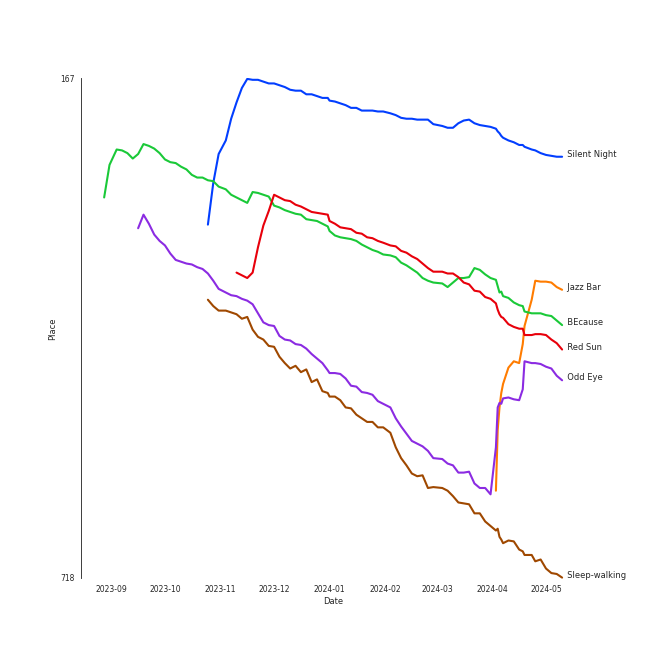 167
Silent Night
Jazz Bar
BEcause
Red Sun
Odd Eye
Sleep-walking
Place
718
2023-09 2023-10 2023-11 2023-12 2024-01 2024-02 2024-03 2024-04 2024-05
Date